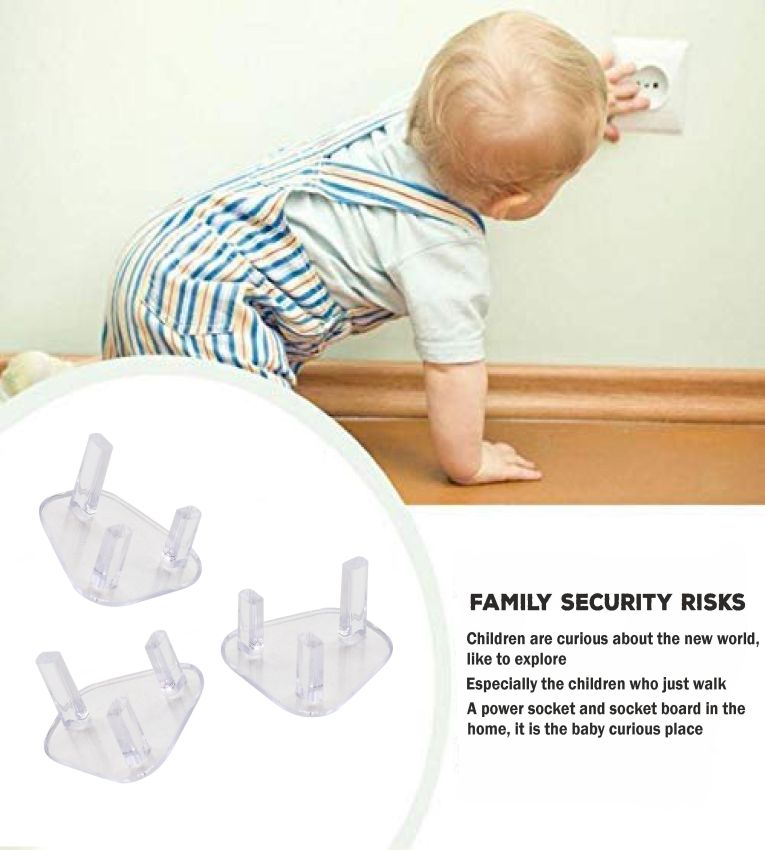 FAMILY SECURITY RISKS
Children are curious about the new world,
like to explore
Especially the children who just walk
A power socket and socket board in the
home, it is the baby curious place